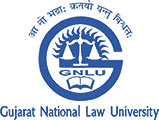 आ नो भद्राः क्रतवो यन्तु विश्वतः
GNLU
Gujarat National Law University